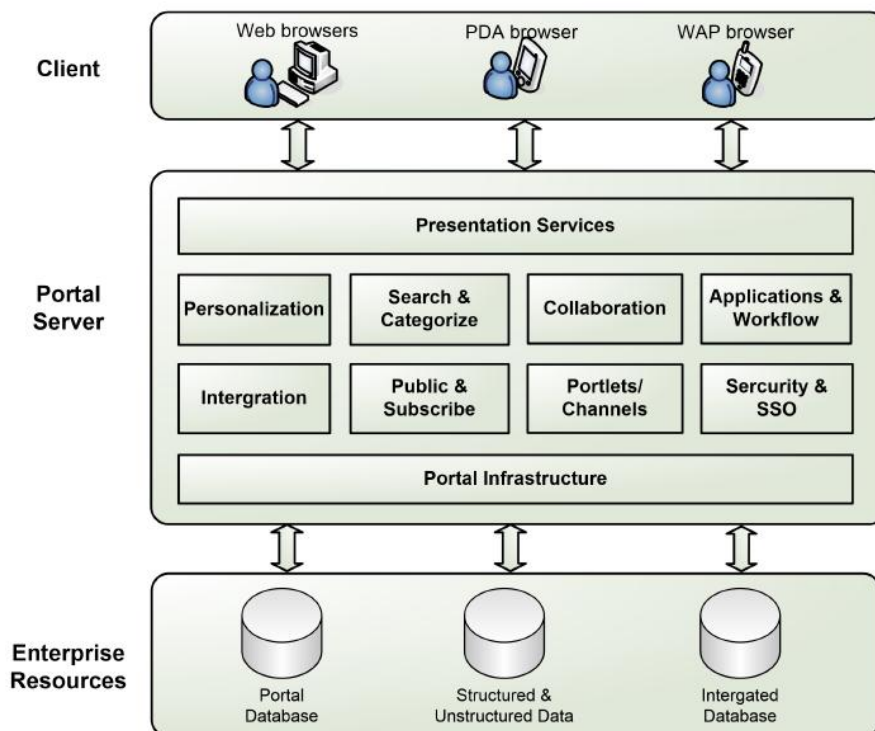 Web browsers
PDA browser
WAP browser
Client
Presentation Services
Portal
Server
Personalization
Search &
Categorize
Collaboration
Applications &
Workflow
Intergration
Public &
Subscribe
Portlets/
Channels
Sercurity &
SSO
Portal Infrastructure
Enterprise
Resources
Portal
Database
Structured &
Unstructured Data
Intergated
Database